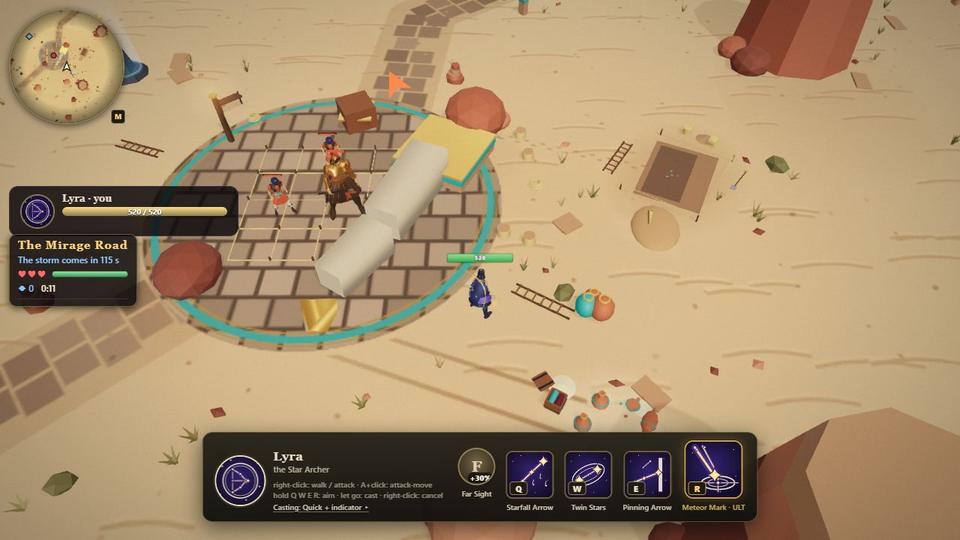 M
Lyra · you
520 / 520
The Mirage Road
The storm comes in 115 s
0 0:11
520
Lyra
the Star Archer
right-click: walk / attack · A+click: attack-move
hold Q W E R: aim · let go: cast · right-click: cancel
Casting: Quick + indicator
F
+30%
Far Sight
Q
Starfall Arrow
W
Twin Stars
E
Pinning Arrow
R
Meteor Mark · ULT